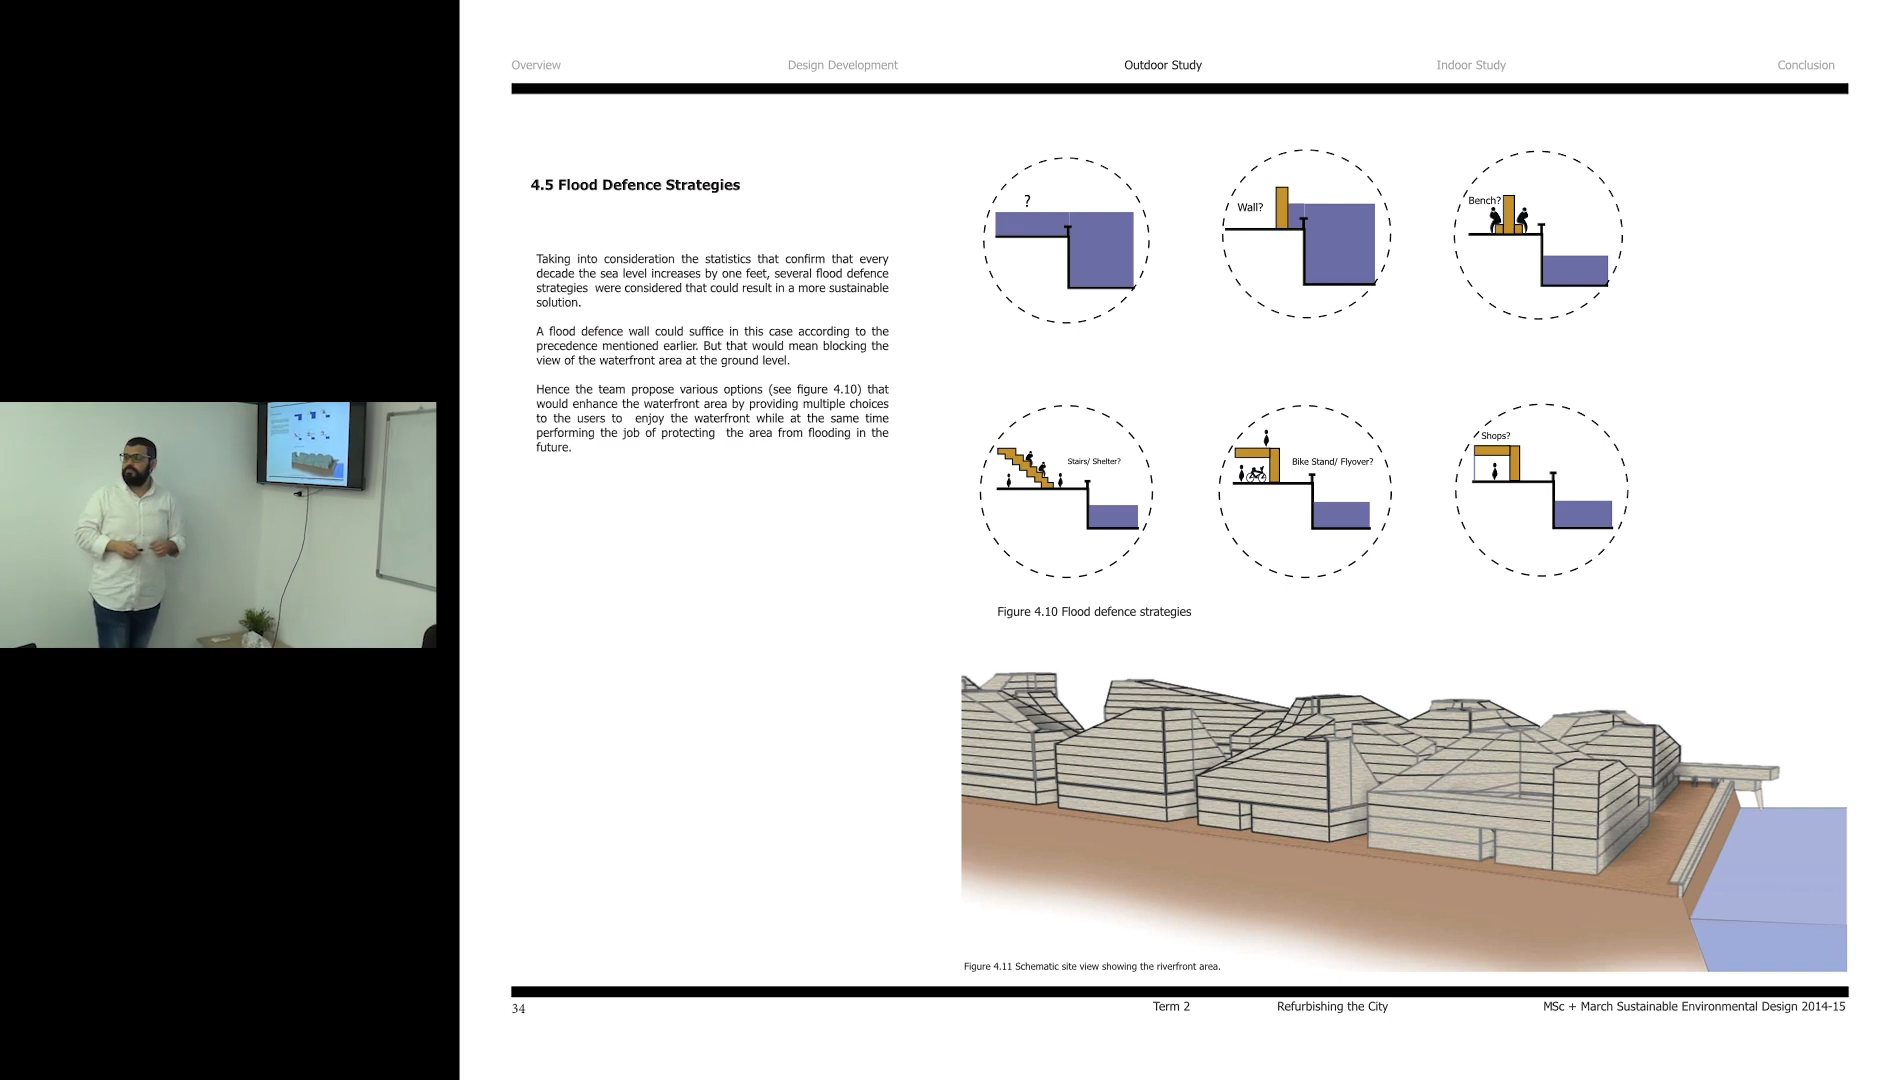 Overview Design Development Outdoor Study Indoor Study Conclusion
4.5 Flood Defence Strategies
Taking into consideration the statistics that confirm that every
decade the sea level increases by one feet, several flood defence
strategies were considered that could result in a more sustainable
solution.
A flood defence wall could suffice in this case according to the
precedence mentioned earlier. But that would mean blocking the
view of the waterfront area at the ground level.
Hence the team propose various options (see figure 4.10) that
would enhance the waterfront area by providing multiple choices
to the users to enjoy the waterfront while at the same time
performing the job of protecting the area from flooding in the
future.
?
Wall?
Bench?
Stairs/ Shelter?
Bike Stand/ Flyover?
Shops?
Figure 4.10 Flood defence strategies
Figure 4.11 Schematic site view showing the riverfront area.
34 Term 2 Refurbishing the City MSc + March Sustainable Environmental Design 2014-15